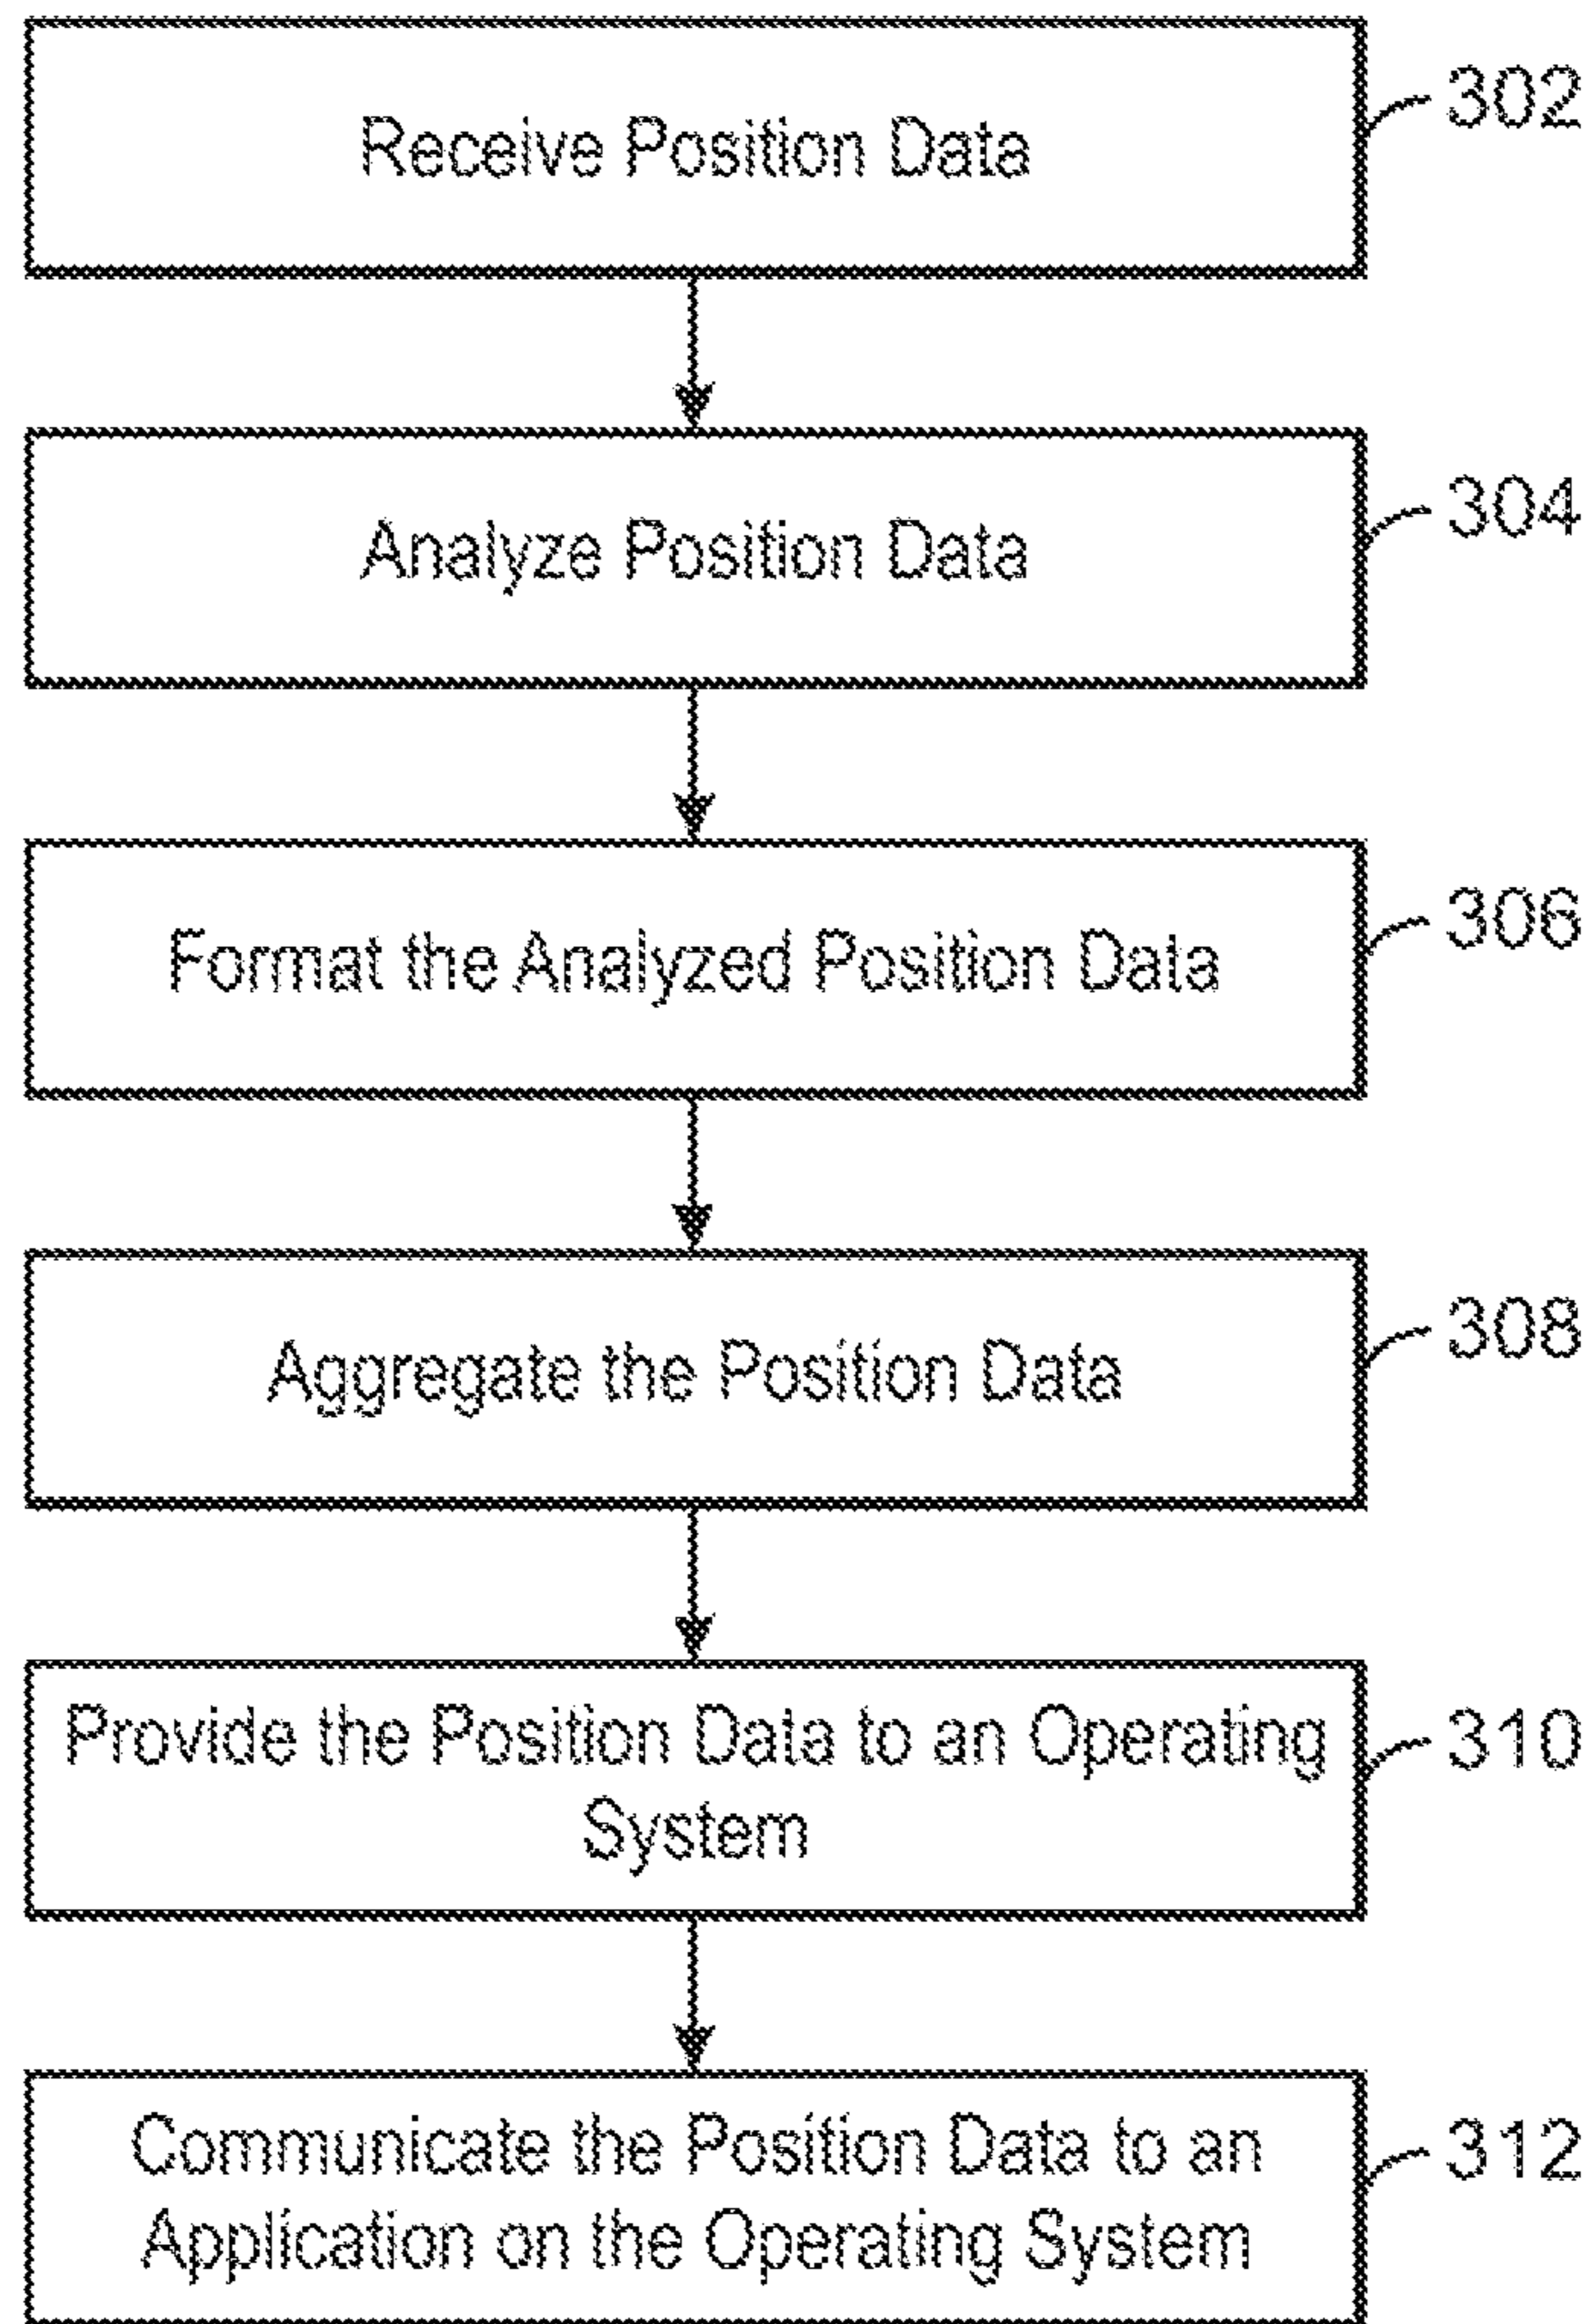 Receive Position Data
302
Analyze Position Data
304
Format the Analyzed Position Data
306
Aggregate the Position Data
308
Provide the Position Data to an Operating
System
310
Communicate the Position Data to an
Application on the Operating System
312